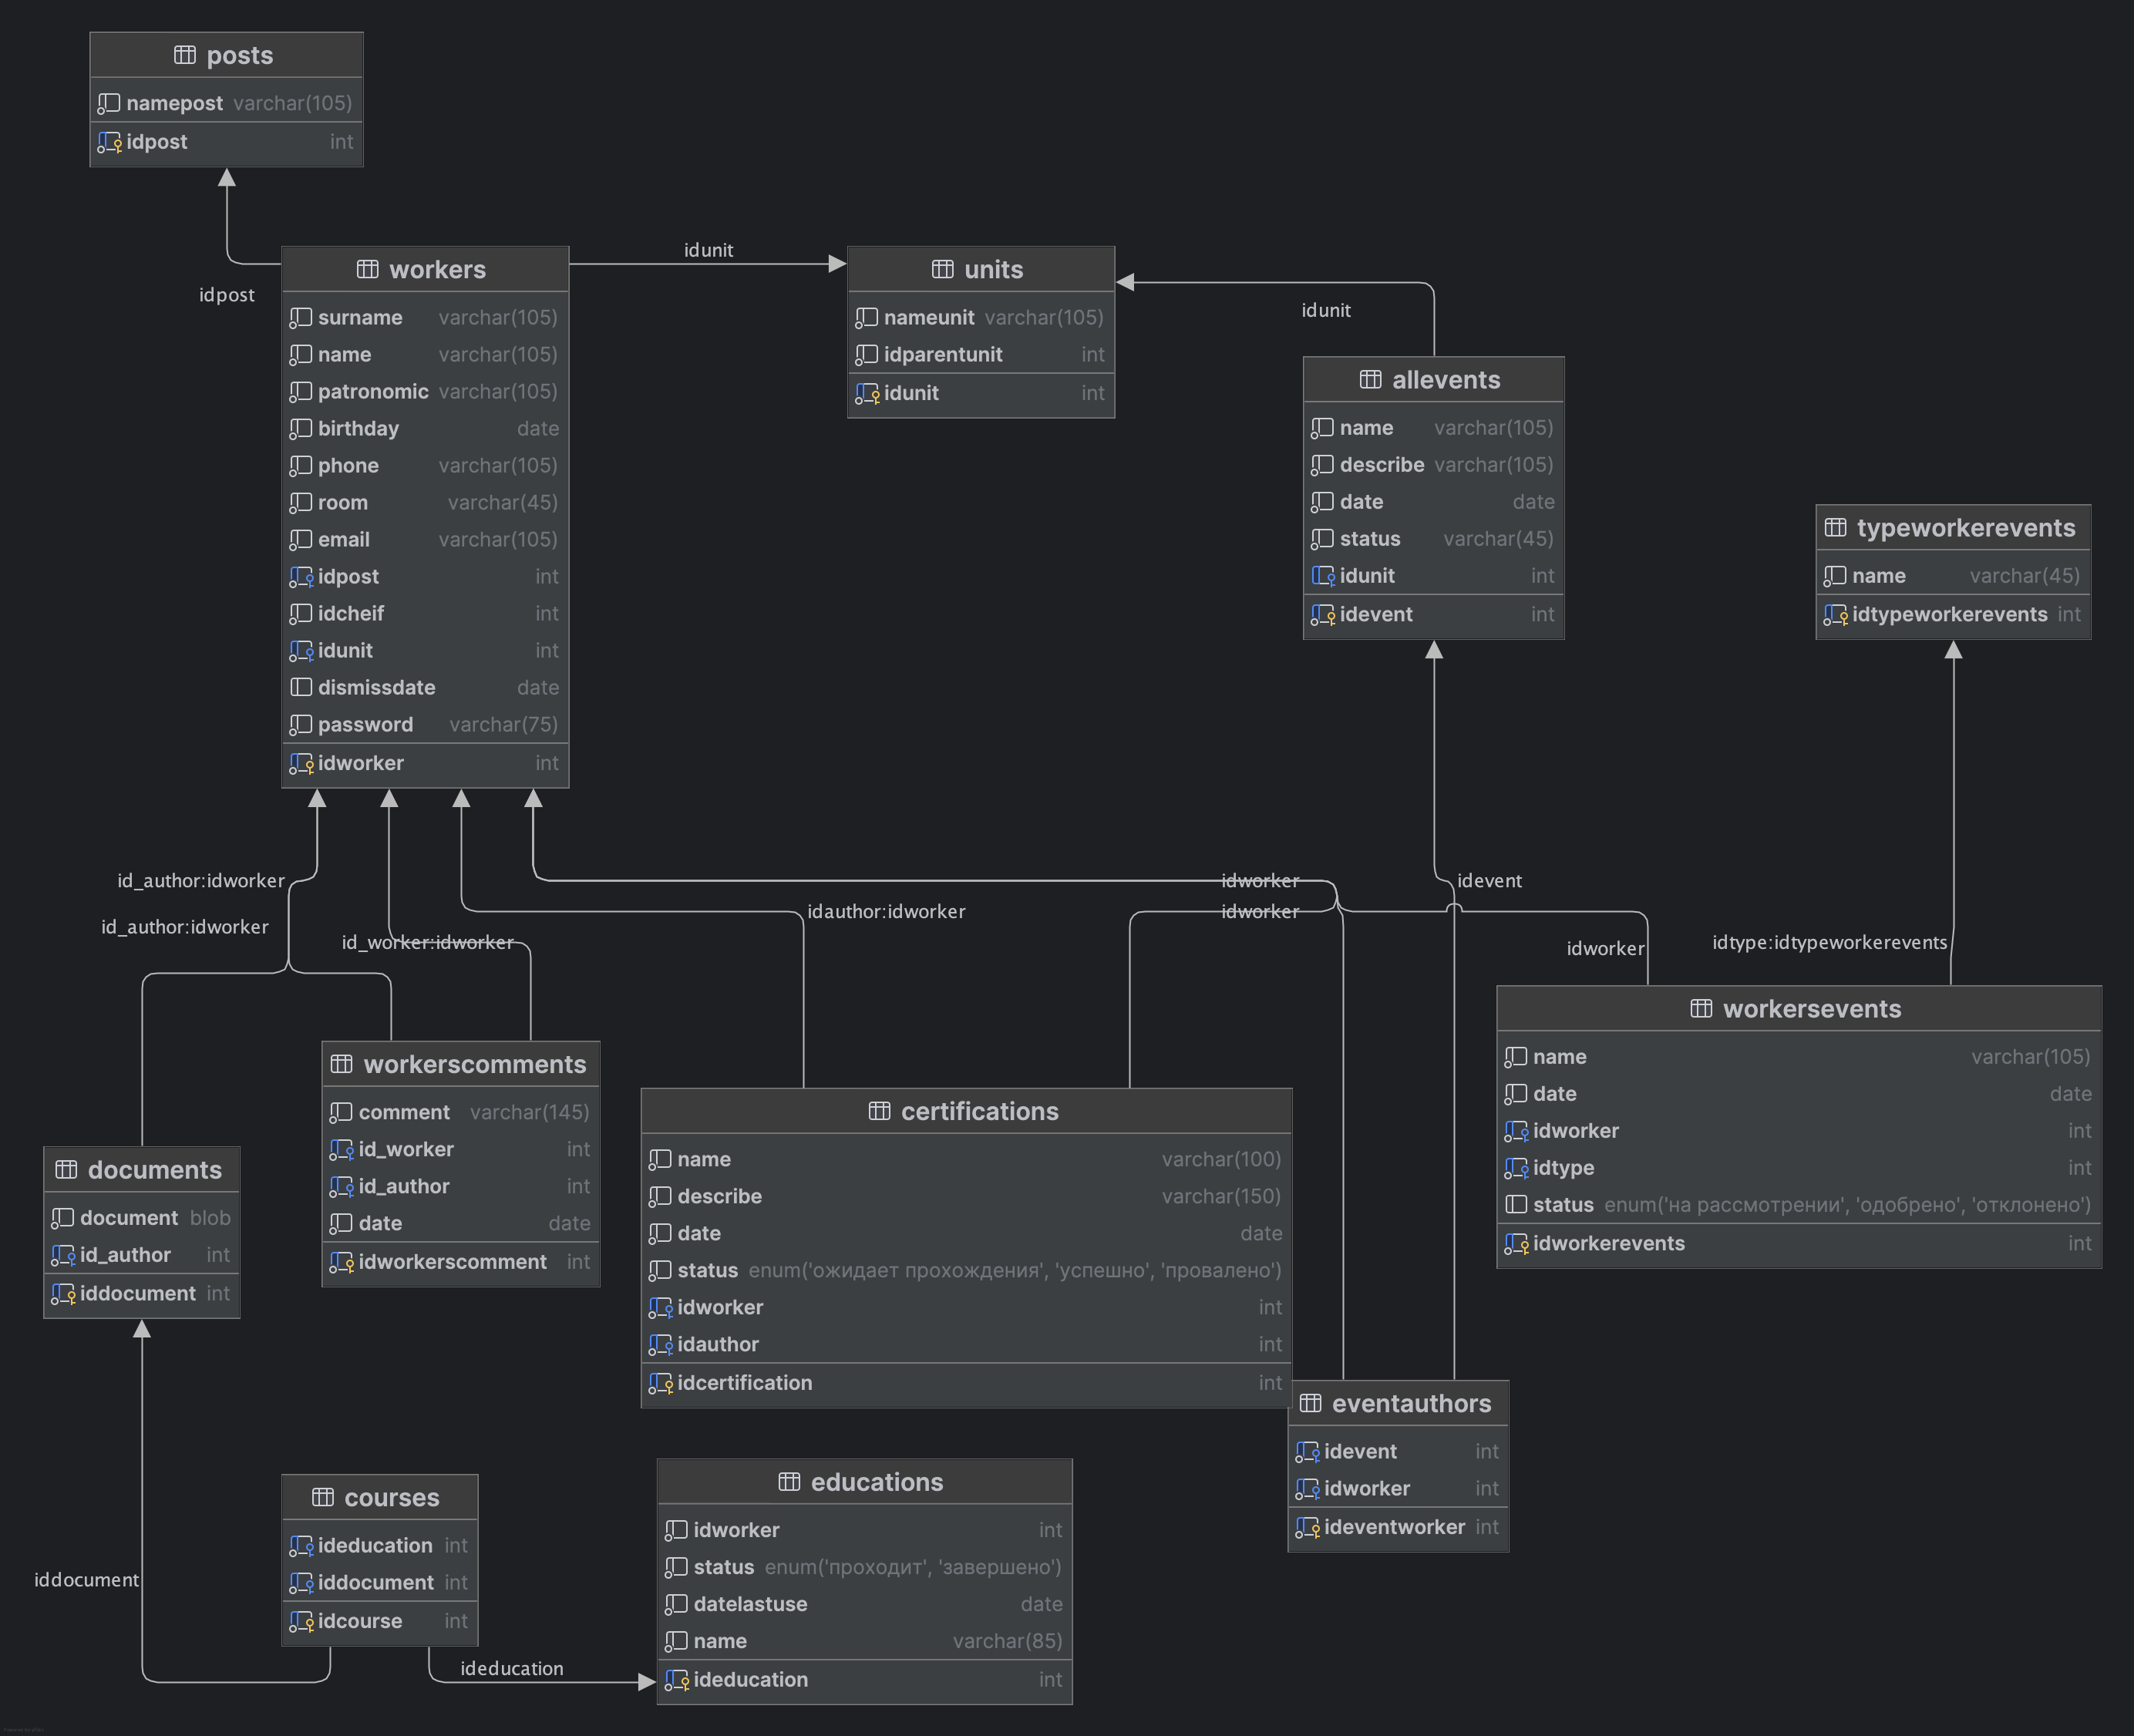 posts
namepost varchar(105)
idpost int
idpost
workers
surname varchar(105)
name varchar(105)
patronomic varchar(105)
birthday date
phone varchar(105)
room varchar(45)
email varchar(105)
idpost int
idcheif int
idunit int
dismissdate date
password varchar(75)
idworker int
idunit
units
nameunit varchar(105)
idparentunit int
idunit int
idunit
allevents
name varchar(105)
describe varchar(105)
date date
status varchar(45)
idunit int
idevent int
typeworkerevents
name varchar(45)
idtypeworkerevents int
id_author:idworker
id_author:idworker
id_worker:idworker
idauthor:idworker
idworker
idworker
idevent
idworker
idtype:idtypeworkerevents
workersevents
name varchar(105)
date date
idworker int
idtype int
status enum('на рассмотрении', 'одобрено', 'отклонено')
idworkerevents int
workerscomments
comment varchar(145)
id_worker int
id_author int
date date
idworkerscomment int
certifications
name varchar(100)
describe varchar(150)
date date
status enum('ожидает прохождения', 'успешно', 'провалено')
idworker int
idauthor int
idcertification int
documents
document blob
id_author int
iddocument int
eventauthors
idevent int
idworker int
ideventworker int
courses
ideducation int
iddocument int
idcourse int
educations
idworker int
status enum('проходит', 'завершено')
datelastuse date
name varchar(85)
ideducation int
iddocument
ideducation